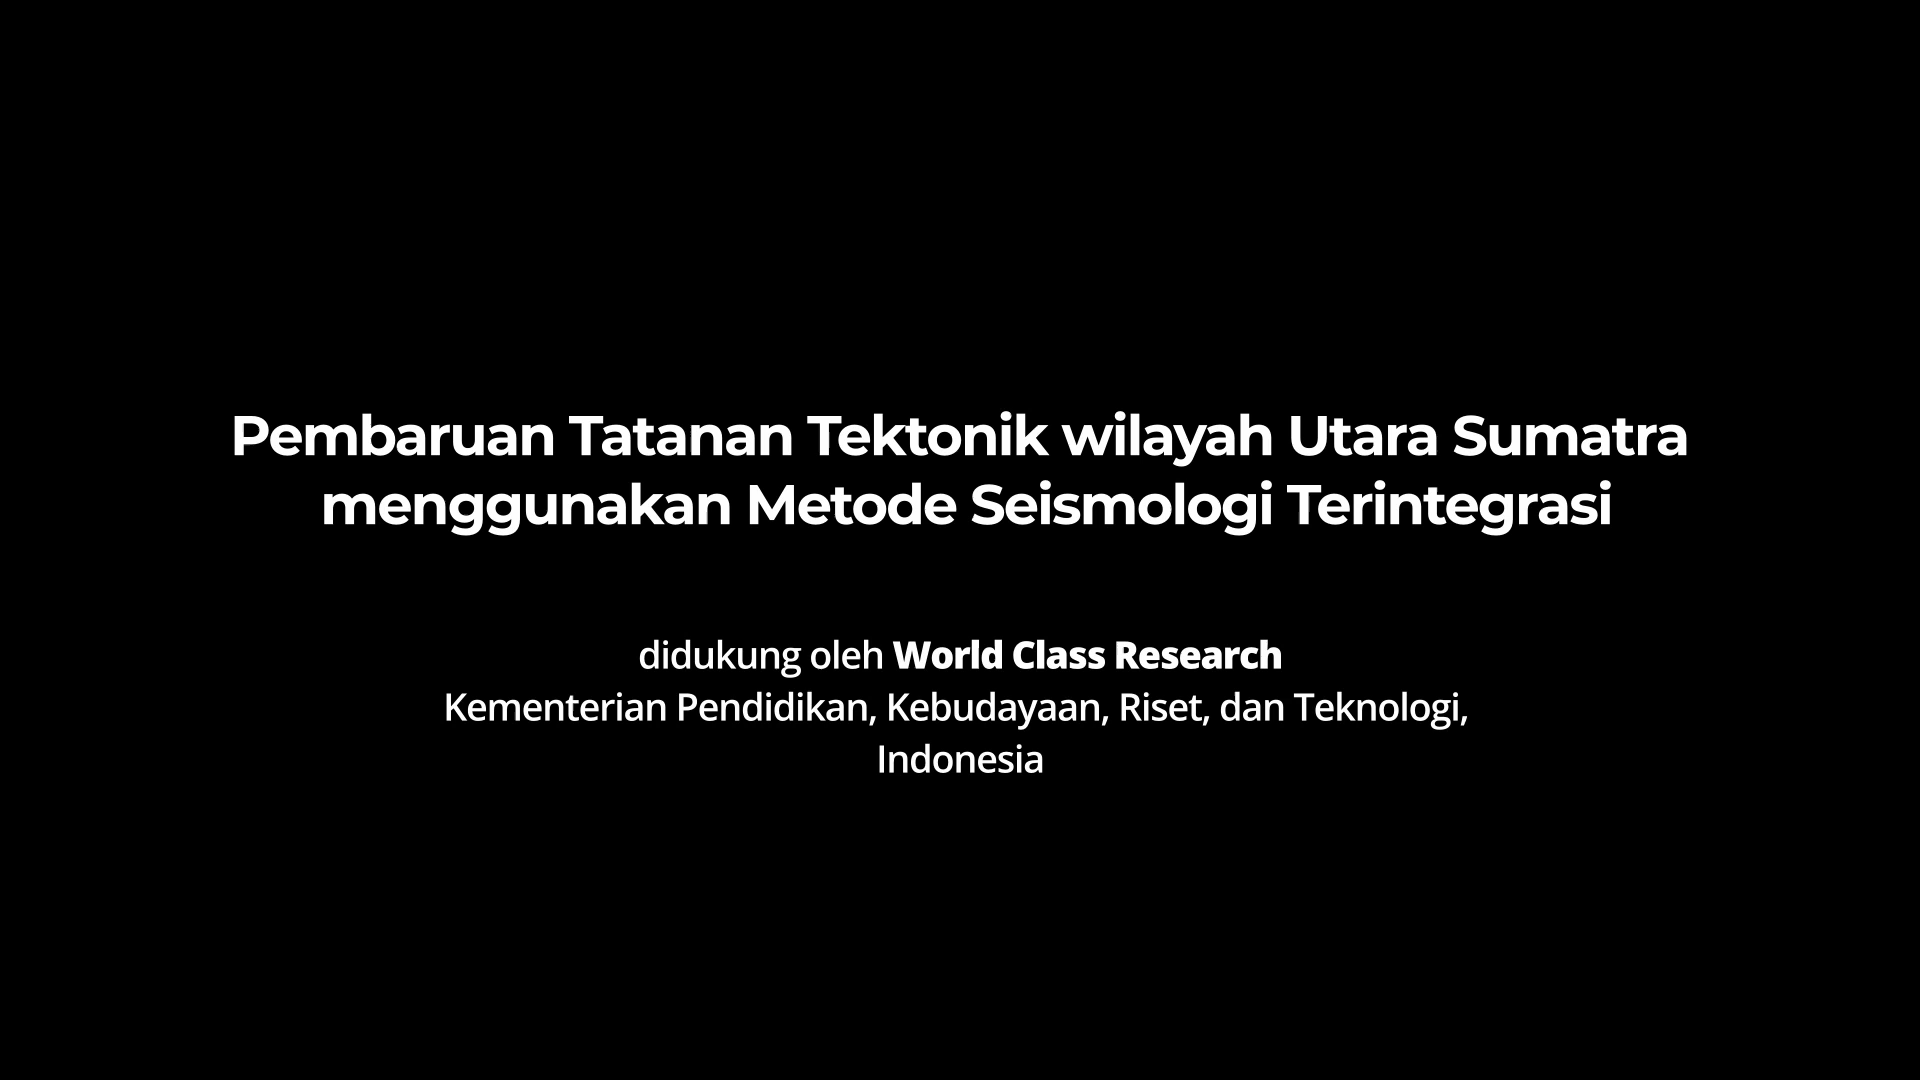 Pembaruan Tatanan Tektonik wilayah Utara Sumatra
menggunakan Metode Seismologi Terintegrasi
didukung oleh World Class Research
Kementerian Pendidikan, Kebudayaan, Riset, dan Teknologi,
Indonesia